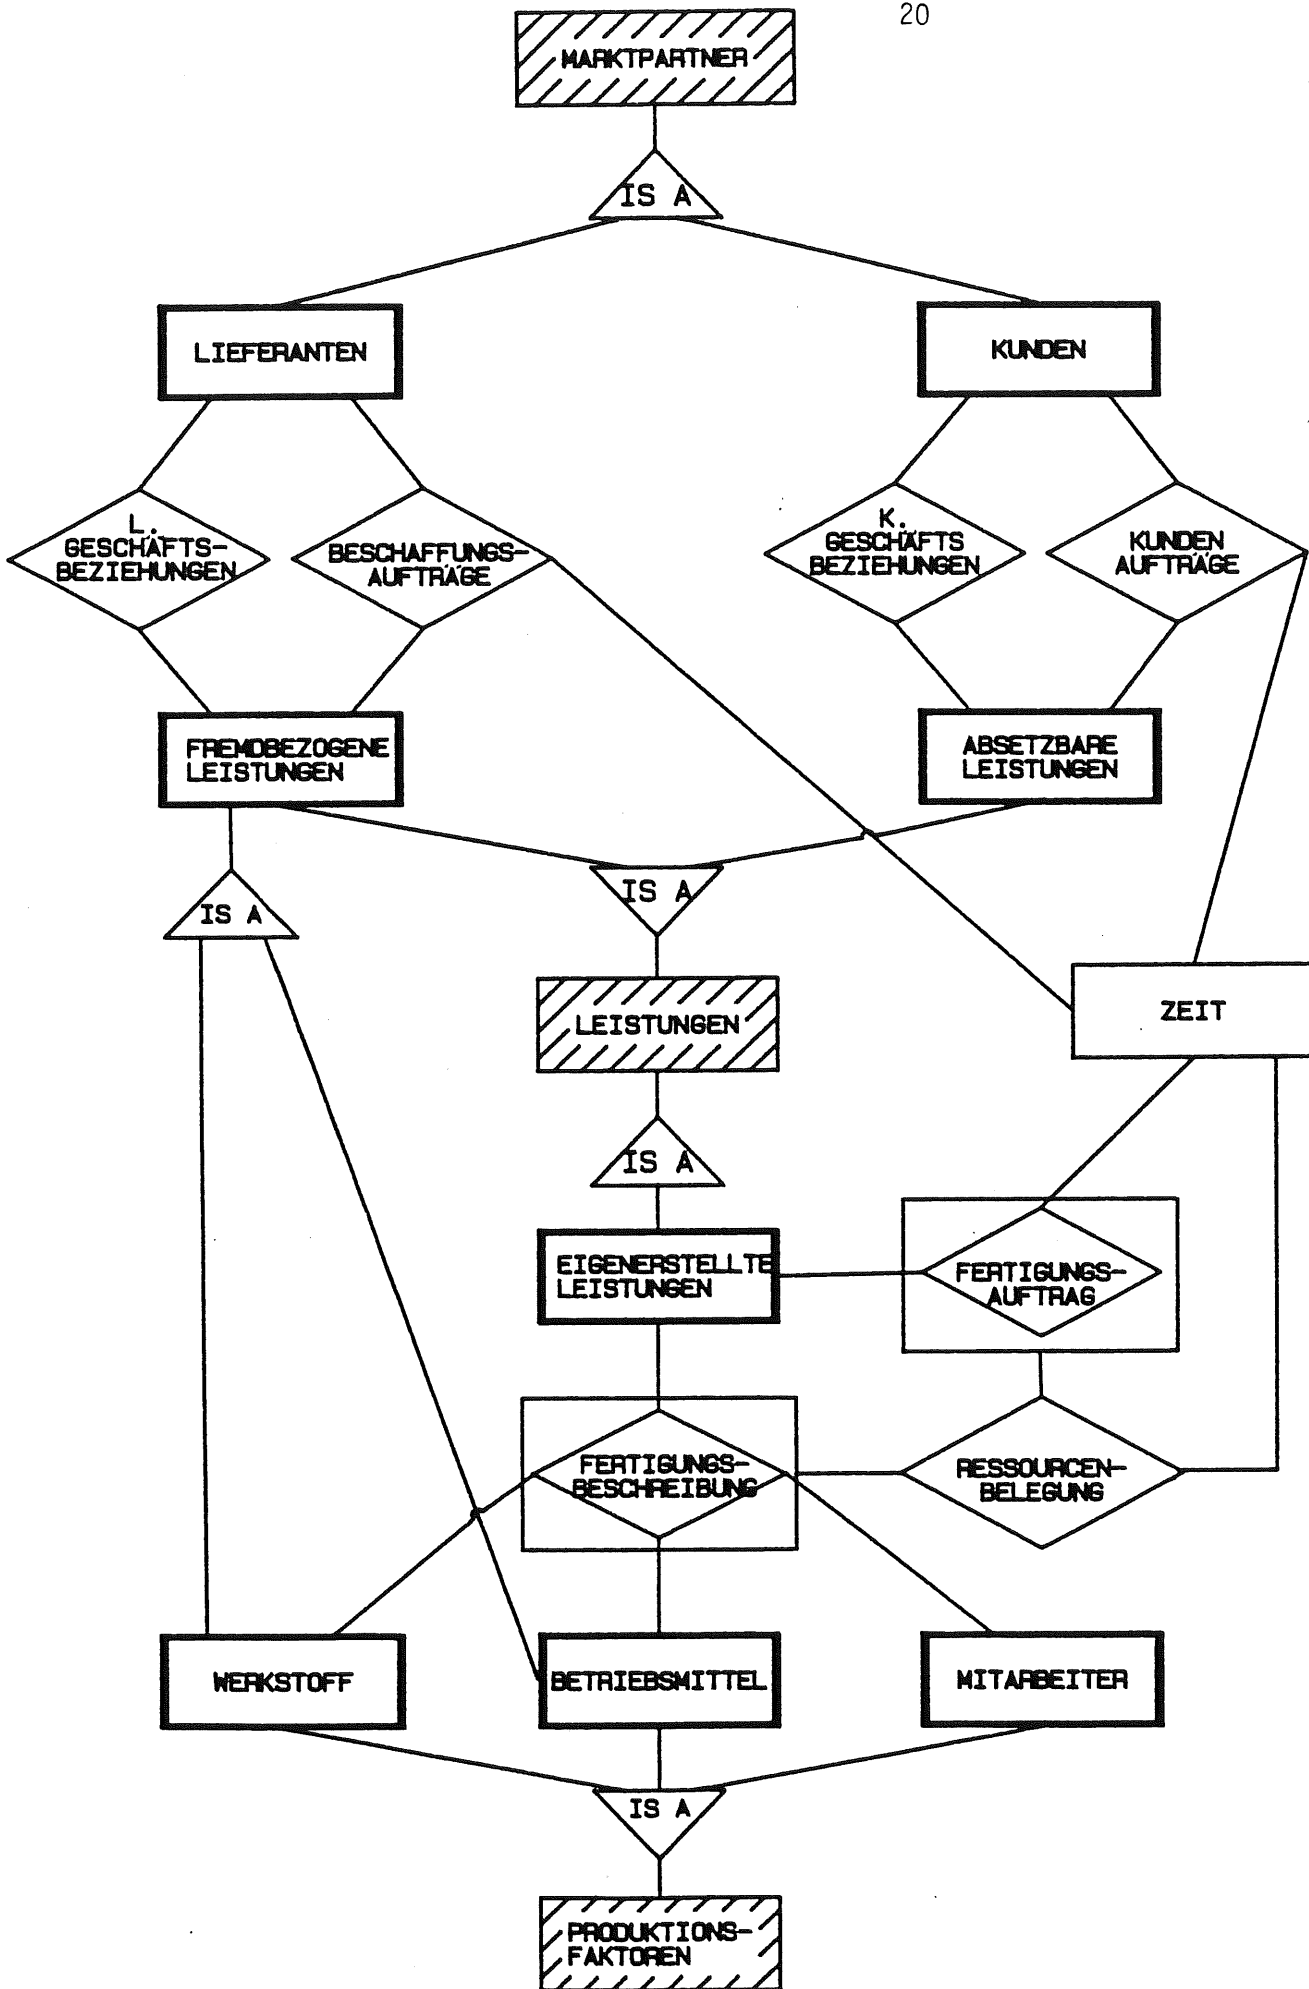 20
MARKTPARTNER
IS A
LIEFERANTEN
KUNDEN
L.
GESCHÄFTS-
BEZIEHUNGEN
BESCHAFFUNGS-
AUFTRÄGE
K.
GESCHÄFTS
BEZIEHUNGEN
KUNDEN
AUFTRÄGE
FREMDBEZOGENE
LEISTUNGEN
ABSETZBARE
LEISTUNGEN
IS A
IS A
LEISTUNGEN
ZEIT
IS A
EIGENERSTELLTE
LEISTUNGEN
FERTIGUNGS-
AUFTRAG
FERTIGUNGS-
BESCHREIBUNG
RESSOURCEN-
BELEGUNG
WERKSTOFF
BETRIEBSMITTEL
MITARBEITER
IS A
PRODUKTIONS-
FAKTOREN